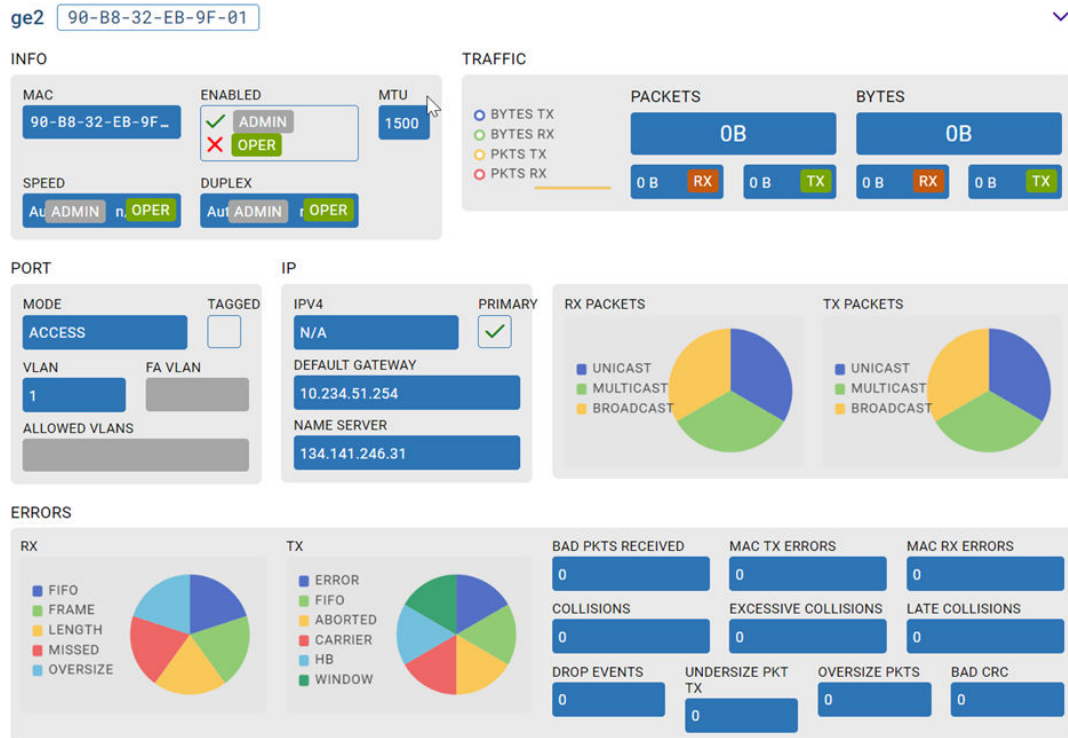 ge2 90-B8-32-EB-9F-01
INFO
MAC
90-B8-32-EB-9F…
ENABLED
ADMIN
OPER
MTU
1500
SPEED
Au ADMIN n. OPER
DUPLEX
Aut ADMIN OPER
TRAFFIC
BYTES TX
BYTES RX
PKTS TX
PKTS RX
PACKETS
0B
0 B RX
0 B TX
BYTES
0B
0 B RX
0 B TX
PORT
MODE
ACCESS
TAGGED
VLAN
1
FA VLAN
ALLOWED VLANS
IP
IPV4
N/A
PRIMARY
DEFAULT GATEWAY
10.234.51.254
NAME SERVER
134.141.246.31
RX PACKETS
UNICAST
MULTICAST
BROADCAST
TX PACKETS
UNICAST
MULTICAST
BROADCAST
ERRORS
RX
FIFO
FRAME
LENGTH
MISSED
OVERSIZE
TX
ERROR
FIFO
ABORTED
CARRIER
HB
WINDOW
BAD PKTS RECEIVED
0
MAC TX ERRORS
0
MAC RX ERRORS
0
COLLISIONS
0
EXCESSIVE COLLISIONS
0
LATE COLLISIONS
0
DROP EVENTS
0
UNDERSIZE PKT
TX
0
OVERSIZE PKTS
0
BAD CRC
0